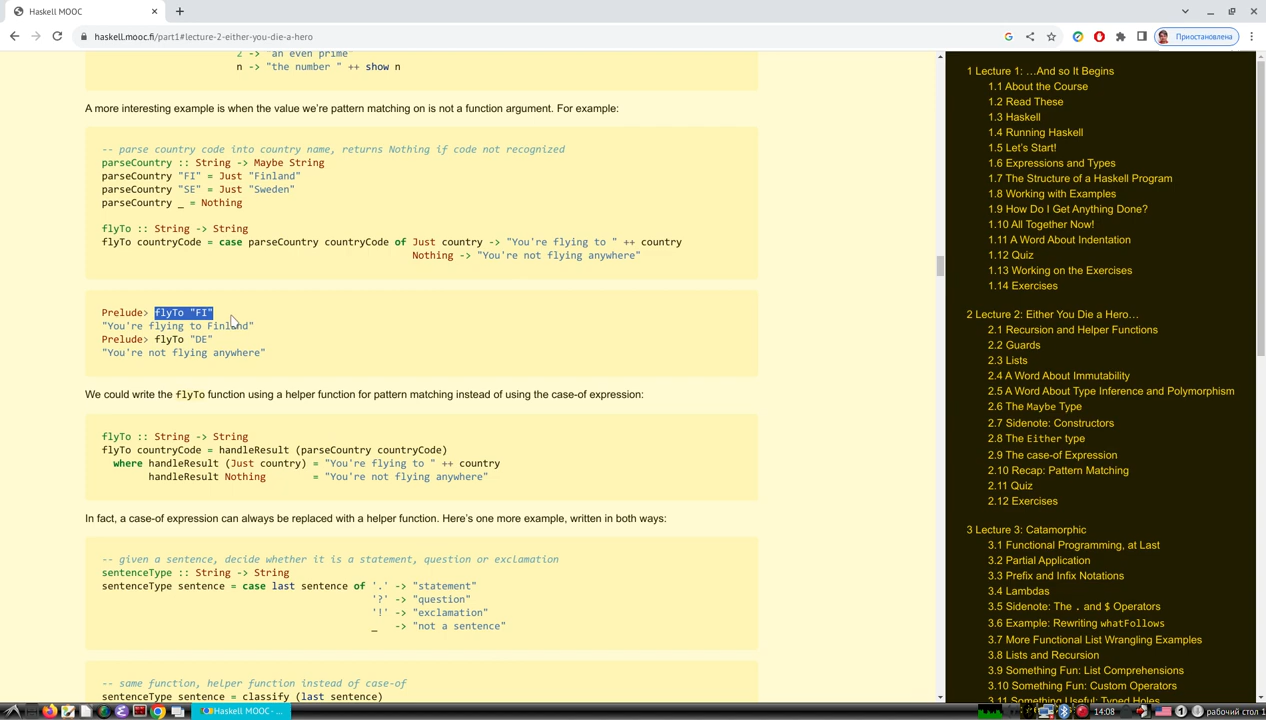 Haskell MOOC
haskell.mooc.fi/part1#lecture-2-either-you-die-a-hero
Приостановлена
2 -> "an even prime"
n -> "the number " ++ show n
A more interesting example is when the value we're pattern matching on is not a function argument. For example:
-- parse country code into country name, returns Nothing if code not recognized
parseCountry :: String -> Maybe String
parseCountry "FI" = Just "Finland"
parseCountry "SE" = Just "Sweden"
parseCountry _ = Nothing
flyTo :: String -> String
flyTo countryCode = case parseCountry countryCode of Just country -> "You're flying to " ++ country
Nothing -> "You're not flying anywhere"
Prelude> flyTo "FI"
"You're flying to Finland"
Prelude> flyTo "DE"
"You're not flying anywhere"
We could write the flyTo function using a helper function for pattern matching instead of using the case-of expression:
flyTo :: String -> String
flyTo countryCode = handleResult (parseCountry countryCode)
where handleResult (Just country) = "You're flying to " ++ country
handleResult Nothing = "You're not flying anywhere"
In fact, a case-of expression can always be replaced with a helper function. Here's one more example, written in both ways:
-- given a sentence, decide whether it is a statement, question or exclamation
sentenceType :: String -> String
sentenceType sentence = case last sentence of '.' -> "statement"
'?' -> "question"
'!' -> "exclamation"
_ -> "not a sentence"
-- same function, helper function instead of case-of
sentenceType sentence = classify (last sentence)
1 Lecture 1: …And so It Begins
1.1 About the Course
1.2 Read These
1.3 Haskell
1.4 Running Haskell
1.5 Let's Start!
1.6 Expressions and Types
1.7 The Structure of a Haskell Program
1.8 Working with Examples
1.9 How Do I Get Anything Done?
1.10 All Together Now!
1.11 A Word About Indentation
1.12 Quiz
1.13 Working on the Exercises
1.14 Exercises
2 Lecture 2: Either You Die a Hero…
2.1 Recursion and Helper Functions
2.2 Guards
2.3 Lists
2.4 A Word About Immutability
2.5 A Word About Type Inference and Polymorphism
2.6 The Maybe Type
2.7 Sidenote: Constructors
2.8 The Either type
2.9 The case-of Expression
2.10 Recap: Pattern Matching
2.11 Quiz
2.12 Exercises
3 Lecture 3: Catamorphic
3.1 Functional Programming, at Last
3.2 Partial Application
3.3 Prefix and Infix Notations
3.4 Lambdas
3.5 Sidenote: The . and $ Operators
3.6 Example: Rewriting whatFollows
3.7 More Functional List Wrangling Examples
3.8 Lists and Recursion
3.9 Something Fun: List Comprehensions
3.10 Something Fun: Custom Operators
3.11 Something Useful: Typed Holes
Haskell MOOC - ...
14:08
рабочий стол 1